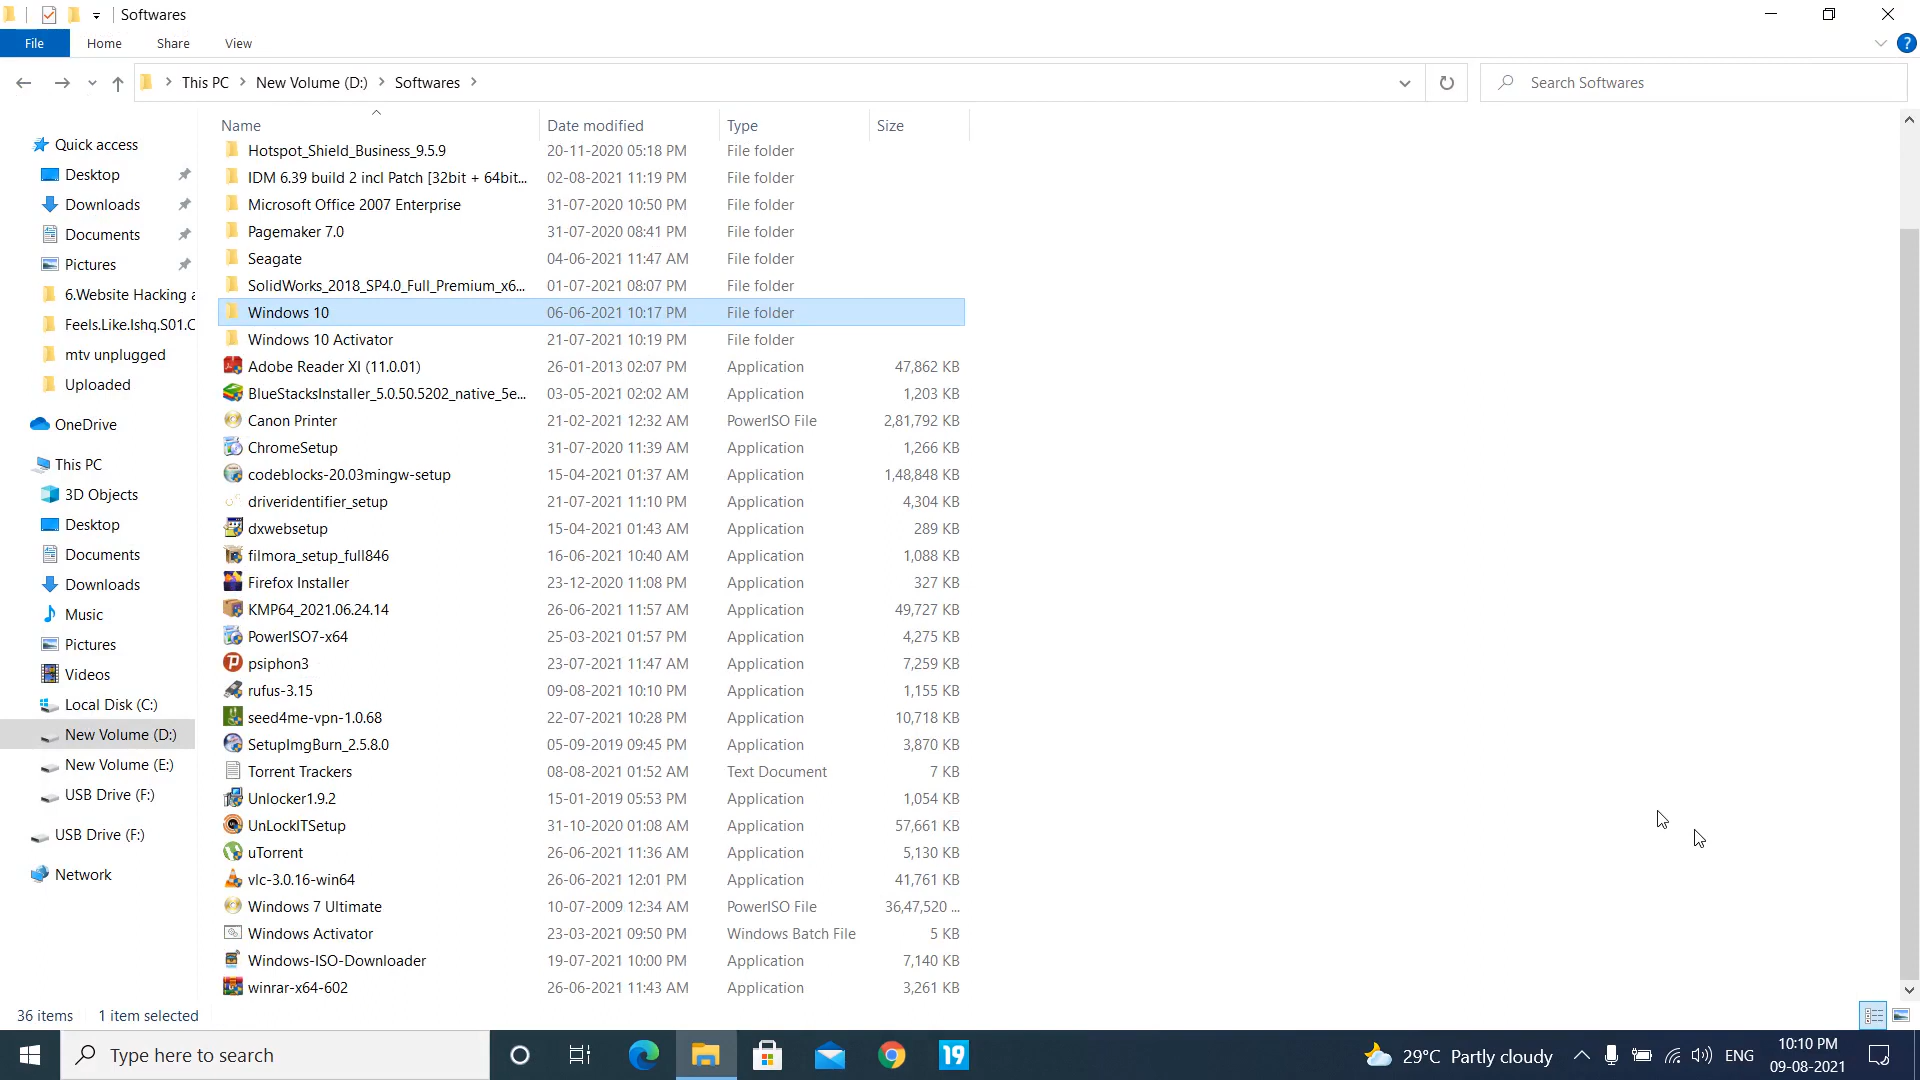 Softwares
File Home Share View
This PC New Volume (D:) Softwares
Search Softwares
Name Date modified Type Size
Quick access
Desktop
Downloads
Documents
Pictures
6.Website Hacking a
Feels.Like.Ishq.S01.C
mtv unplugged
Uploaded
OneDrive
This PC
3D Objects
Desktop
Documents
Downloads
Music
Pictures
Videos
Local Disk (C:)
New Volume (D:)
New Volume (E:)
USB Drive (F:)
USB Drive (F:)
Network
Hotspot_Shield_Business_9.5.9 20-11-2020 05:18 PM File folder
IDM 6.39 build 2 incl Patch [32bit + 64bit... 02-08-2021 11:19 PM File folder
Microsoft Office 2007 Enterprise 31-07-2020 10:50 PM File folder
Pagemaker 7.0 31-07-2020 08:41 PM File folder
Seagate 04-06-2021 11:47 AM File folder
SolidWorks_2018_SP4.0_Full_Premium_x6... 01-07-2021 08:07 PM File folder
Windows 10 06-06-2021 10:17 PM File folder
Windows 10 Activator 21-07-2021 10:19 PM File folder
Adobe Reader XI (11.0.01) 26-01-2013 02:07 PM Application 47,862 KB
BlueStacksInstaller_5.0.50.5202_native_5e... 03-05-2021 02:02 AM Application 1,203 KB
Canon Printer 21-02-2021 12:32 AM PowerISO File 2,81,792 KB
ChromeSetup 31-07-2020 11:39 AM Application 1,266 KB
codeblocks-20.03mingw-setup 15-04-2021 01:37 AM Application 1,48,848 KB
driveridentifier_setup 21-07-2021 11:10 PM Application 4,304 KB
dxwebsetup 15-04-2021 01:43 AM Application 289 KB
filmora_setup_full846 16-06-2021 10:40 AM Application 1,088 KB
Firefox Installer 23-12-2020 11:08 PM Application 327 KB
KMP64_2021.06.24.14 26-06-2021 11:57 AM Application 49,727 KB
PowerISO7-x64 25-03-2021 01:57 PM Application 4,275 KB
psiphon3 23-07-2021 11:47 AM Application 7,259 KB
rufus-3.15 09-08-2021 10:10 PM Application 1,155 KB
seed4me-vpn-1.0.68 22-07-2021 10:28 PM Application 10,718 KB
SetupImgBurn_2.5.8.0 05-09-2019 09:45 PM Application 3,870 KB
Torrent Trackers 08-08-2021 01:52 AM Text Document 7 KB
Unlocker1.9.2 15-01-2019 05:53 PM Application 1,054 KB
UnLockITSetup 31-10-2020 01:08 AM Application 57,661 KB
uTorrent 26-06-2021 11:36 AM Application 5,130 KB
vlc-3.0.16-win64 26-06-2021 12:01 PM Application 41,761 KB
Windows 7 Ultimate 10-07-2009 12:34 AM PowerISO File 36,47,520 ...
Windows Activator 23-03-2021 09:50 PM Windows Batch File 5 KB
Windows-ISO-Downloader 19-07-2021 10:00 PM Application 7,140 KB
winrar-x64-602 26-06-2021 11:43 AM Application 3,261 KB
36 items 1 item selected
Type here to search
19
29°C Partly cloudy
ENG
10:10 PM
09-08-2021